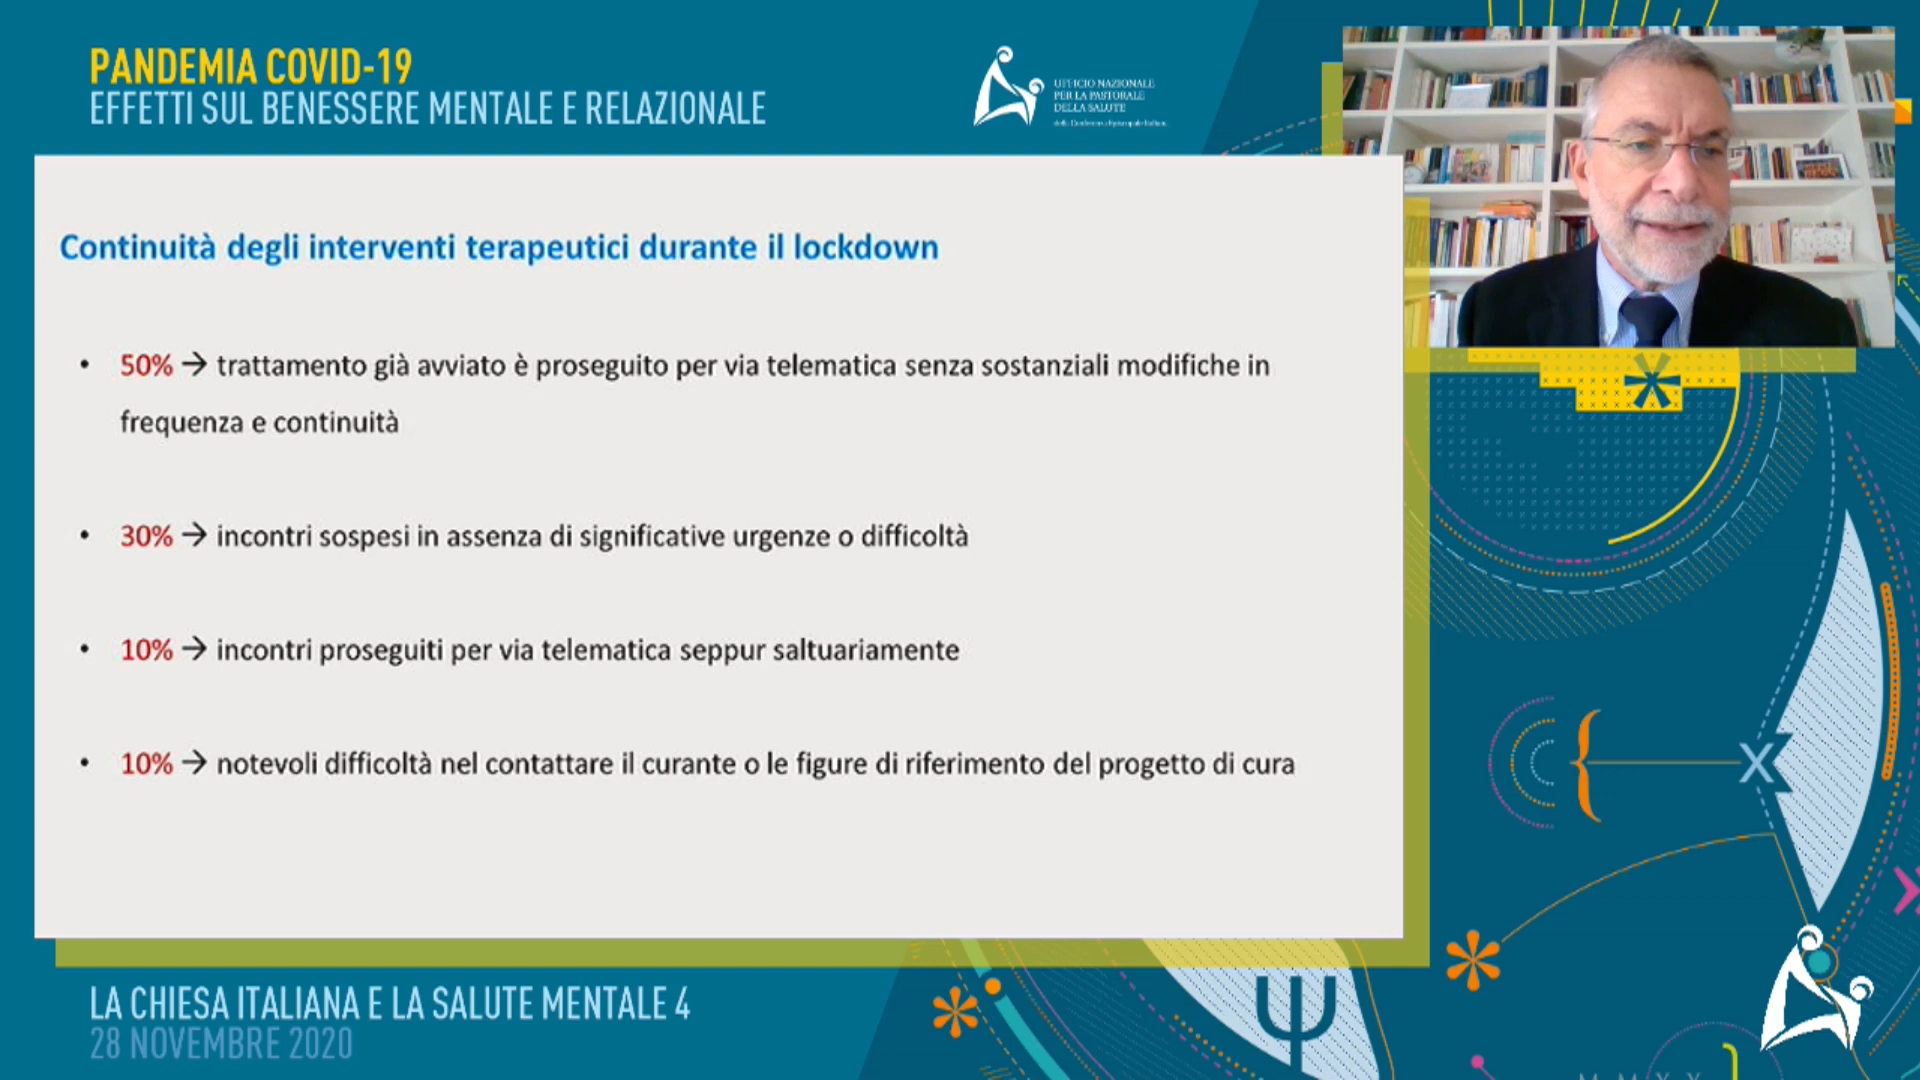 PANDEMIA COVID-19
EFFETTI SUL BENESSERE MENTALE E RELAZIONALE
UFFICIO NAZIONALE
PER LA PASTORALE
DELLA SALUTE
della Conferenza Episcopale Italiana
Continuità degli interventi terapeutici durante il lockdown
• 50% → trattamento già avviato è proseguito per via telematica senza sostanziali modifiche in
frequenza e continuità
• 30% → incontri sospesi in assenza di significative urgenze o difficoltà
• 10% → incontri proseguiti per via telematica seppur saltuariamente
• 10% → notevoli difficoltà nel contattare il curante o le figure di riferimento del progetto di cura
LA CHIESA ITALIANA E LA SALUTE MENTALE 4
28 NOVEMBRE 2020